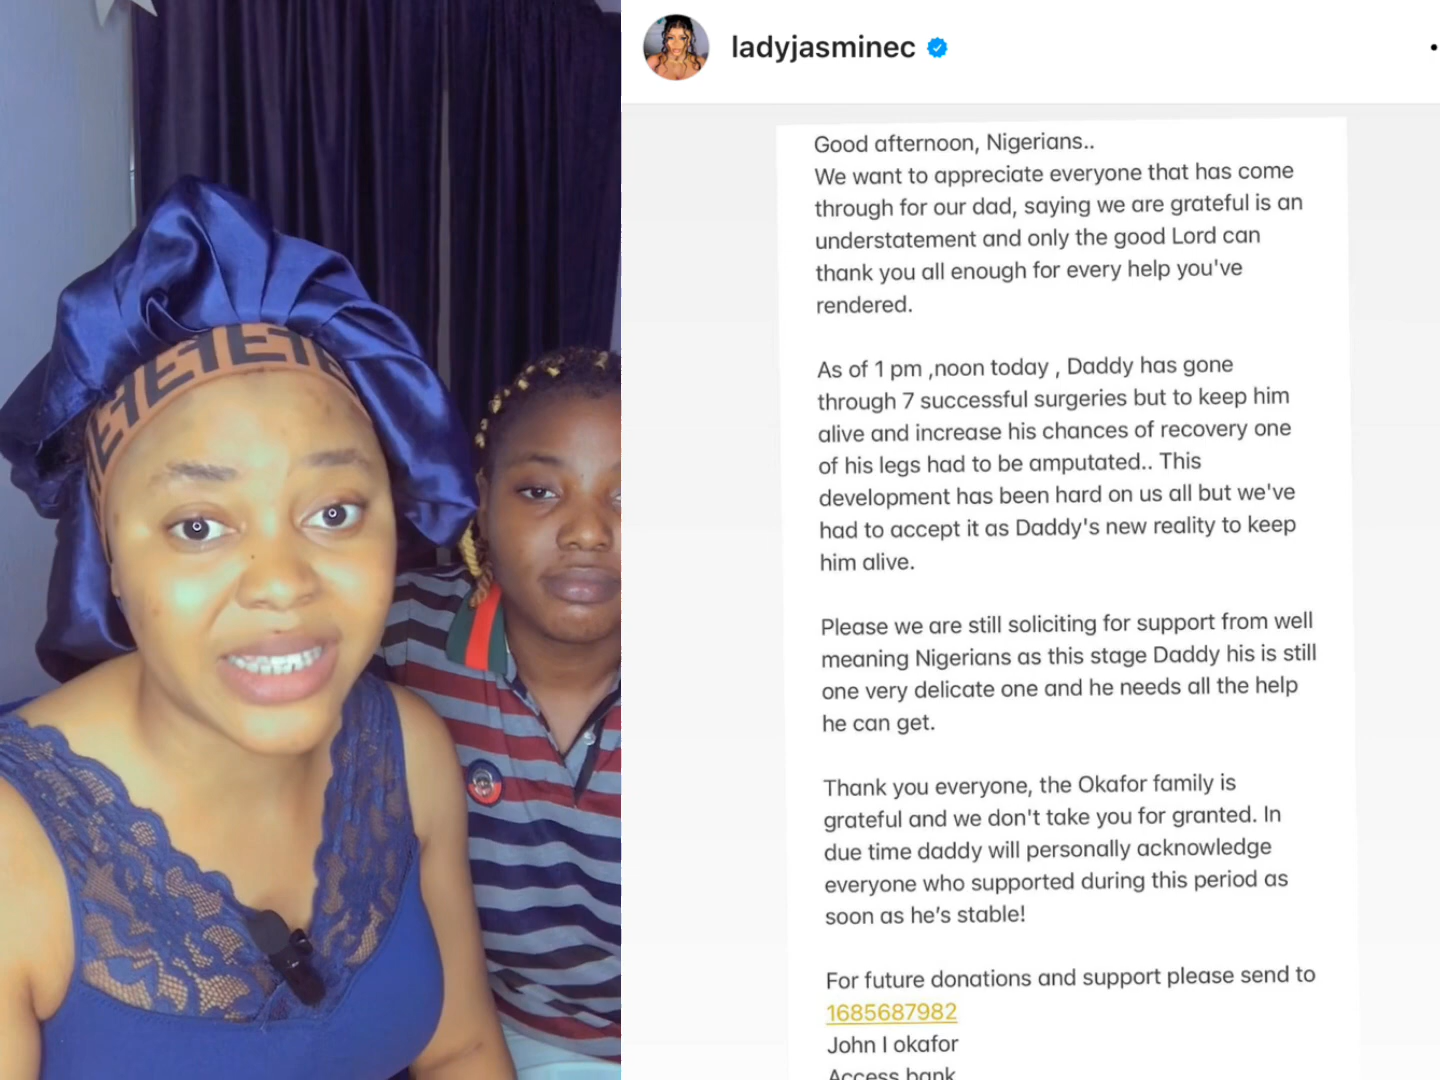 ladyjasminec
Good afternoon, Nigerians..
We want to appreciate everyone that has come
through for our dad, saying we are grateful is an
understatement and only the good Lord can
thank you all enough for every help you've
rendered.
As of 1 pm ,noon today , Daddy has gone
through 7 successful surgeries but to keep him
alive and increase his chances of recovery one
of his legs had to be amputated.. This
development has been hard on us all but we've
had to accept it as Daddy's new reality to keep
him alive.
Please we are still soliciting for support from well
meaning Nigerians as this stage Daddy his is still
one very delicate one and he needs all the help
he can get.
Thank you everyone, the Okafor family is
grateful and we don't take you for granted. In
due time daddy will personally acknowledge
everyone who supported during this period as
soon as he's stable!
For future donations and support please send to
1685687982
John I okafor
Access bank